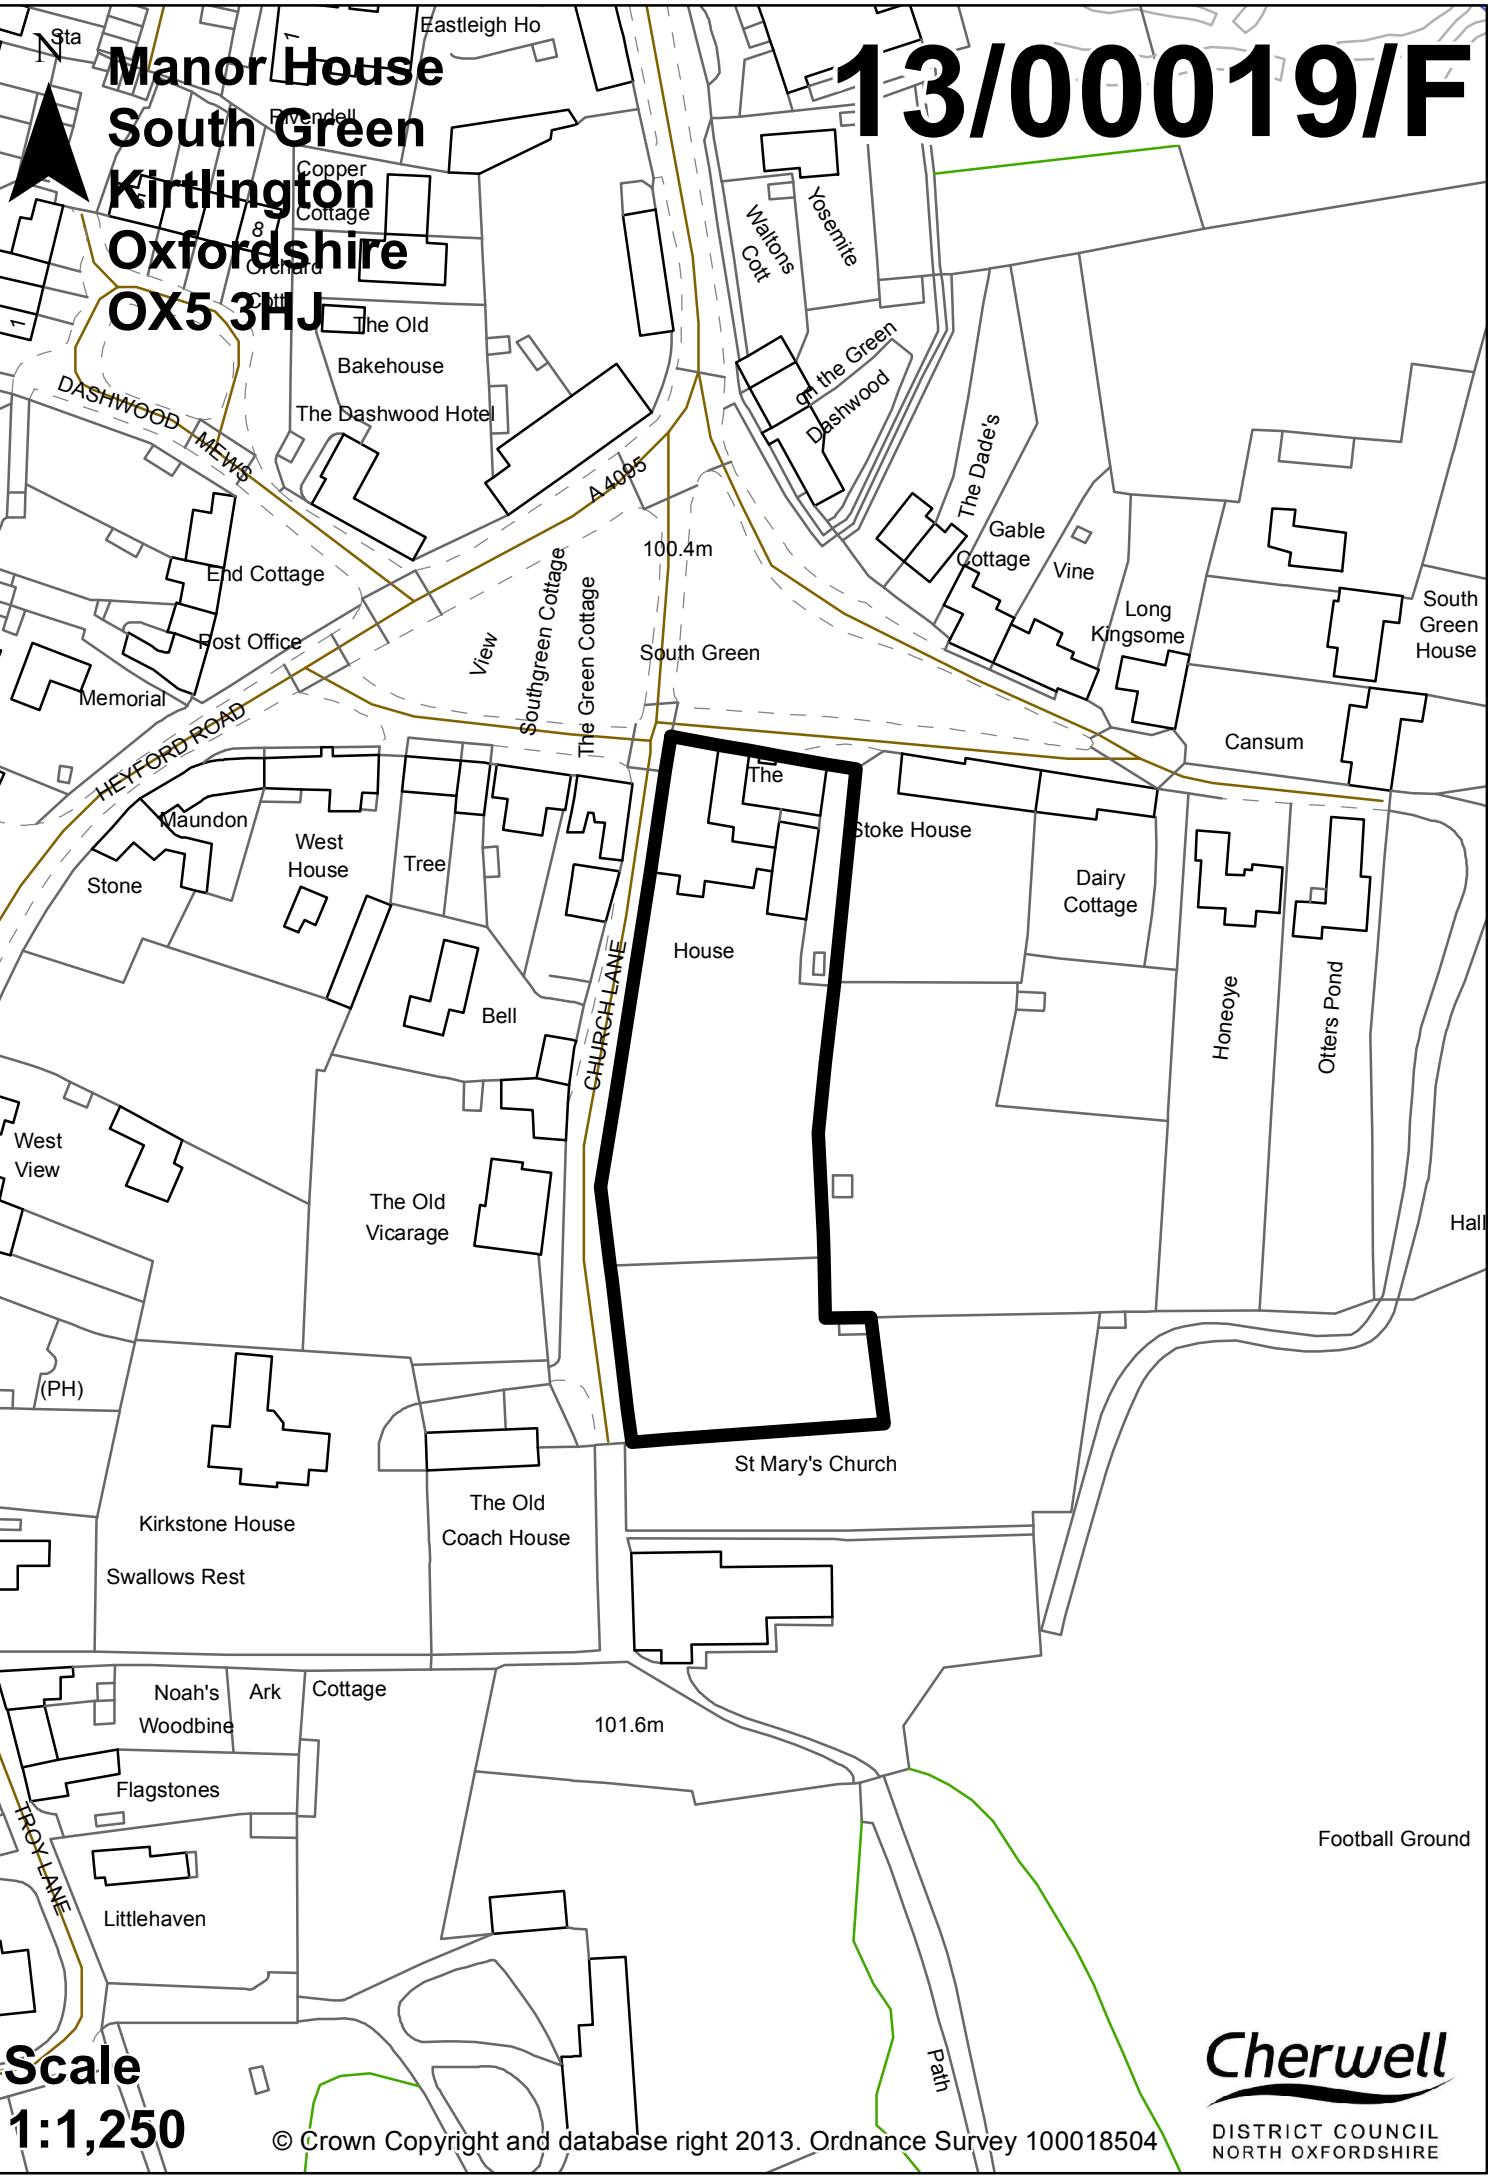 13/00019/F
N
Manor House
South Green
Kirtlington
Oxfordshire
OX5 3HJ
Sta
1
Eastleigh Ho
Rivendell
Copper
Cottage
8
Orchard
Cott
1
The Old
Bakehouse
The Dashwood Hotel
DASHWOOD MEWS
Waltons
Cott
Yosemite
on the Green
Dashwood
A 4095
The Dade's
Gable
Cottage
Vine
Long
Kingsome
South
Green
House
100.4m
End Cottage
Post Office
Memorial
View
Southgreen Cottage
The Green Cottage
South Green
HEYFORD ROAD
Cansum
The
House
Stoke House
Maundon
West
House
Tree
Stone
Dairy
Cottage
Honeoye
Otters Pond
CHURCH LANE
Bell
West
View
The Old
Vicarage
Hall
(PH)
St Mary's Church
Kirkstone House
The Old
Coach House
Swallows Rest
Noah's Ark Cottage
Woodbine
101.6m
Flagstones
TROY LANE
Littlehaven
Football Ground
Path
Scale
1:1,250
© Crown Copyright and database right 2013. Ordnance Survey 100018504
Cherwell
DISTRICT COUNCIL
NORTH OXFORDSHIRE